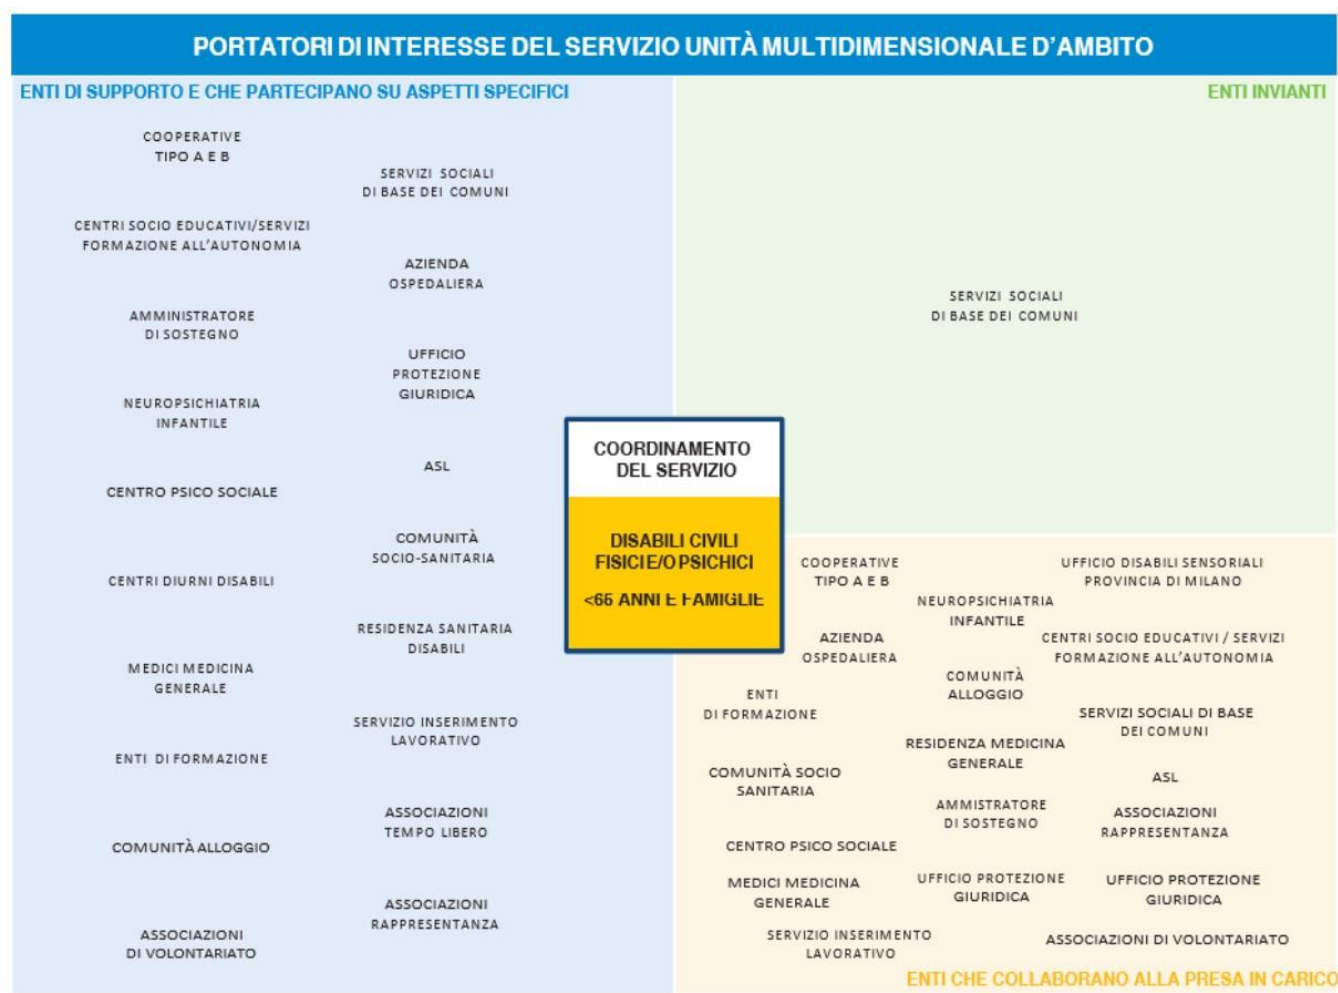 PORTATORI DI INTERESSE DEL SERVIZIO UNITÀ MULTIDIMENSIONALE D'AMBITO
ENTI DI SUPPORTO E CHE PARTECIPANO SU ASPETTI SPECIFICI
COOPERATIVE
TIPO A E B
CENTRI SOCIO EDUCATIVI/SERVIZI
FORMAZIONE ALL'AUTONOMIA
AMMINISTRATORE
DI SOSTEGNO
NEUROPSICHIATRIA
INFANTILE
CENTRO PSICO SOCIALE
CENTRI DIURNI DISABILI
MEDICI MEDICINA
GENERALE
ENTI DI FORMAZIONE
COMUNITÀ ALLOGGIO
ASSOCIAZIONI
DI VOLONTARIATO
SERVIZI SOCIALI
DI BASE DEI COMUNI
AZIENDA
OSPEDALIERA
UFFICIO
PROTEZIONE
GIURIDICA
ASL
COMUNITÀ
SOCIO-SANITARIA
RESIDENZA SANITARIA
DISABILI
SERVIZIO INSERIMENTO
LAVORATIVO
ASSOCIAZIONI
TEMPO LIBERO
ASSOCIAZIONI
RAPPRESENTANZA
COORDINAMENTO
DEL SERVIZIO
DISABILI CIVILI
FISICI E/O PSICHICI
<65 ANNI E FAMIGLIE
ENTI INVIANTI
SERVIZI SOCIALI
DI BASE DEI COMUNI
COOPERATIVE
TIPO A E B
AZIENDA
OSPEDALIERA
ENTI
DI FORMAZIONE
COMUNITÀ SOCIO
SANITARIA
CENTRO PSICO SOCIALE
MEDICI MEDICINA
GENERALE
SERVIZIO INSERIMENTO
LAVORATIVO
NEUROPSICHIATRIA
INFANTILE
COMUNITÀ
ALLOGGIO
RESIDENZA MEDICINA
GENERALE
AMMISTRATORE
DI SOSTEGNO
UFFICIO PROTEZIONE
GIURIDICA
UFFICIO DISABILI SENSORIALI
PROVINCIA DI MILANO
CENTRI SOCIO EDUCATIVI / SERVIZI
FORMAZIONE ALL'AUTONOMIA
SERVIZI SOCIALI DI BASE
DEI COMUNI
ASL
ASSOCIAZIONI
RAPPRESENTANZA
UFFICIO PROTEZIONE
GIURIDICA
ASSOCIAZIONI DI VOLONTARIATO
ENTI CHE COLLABORANO ALLA PRESA IN CARICO